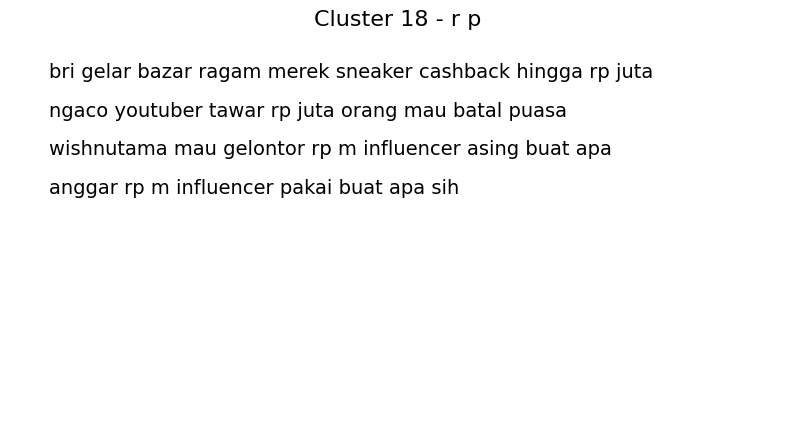 Cluster 18 - r p
bri gelar bazar ragam merek sneaker cashback hingga rp juta
ngaco youtuber tawar rp juta orang mau batal puasa
wishnutama mau gelontor rp m influencer asing buat apa
anggar rp m influencer pakai buat apa sih